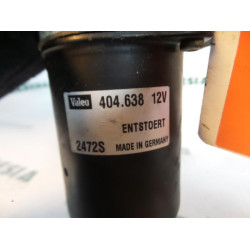 Valeo 404.638 12V
ENTSTOERT
2472S MADE IN GERMANY